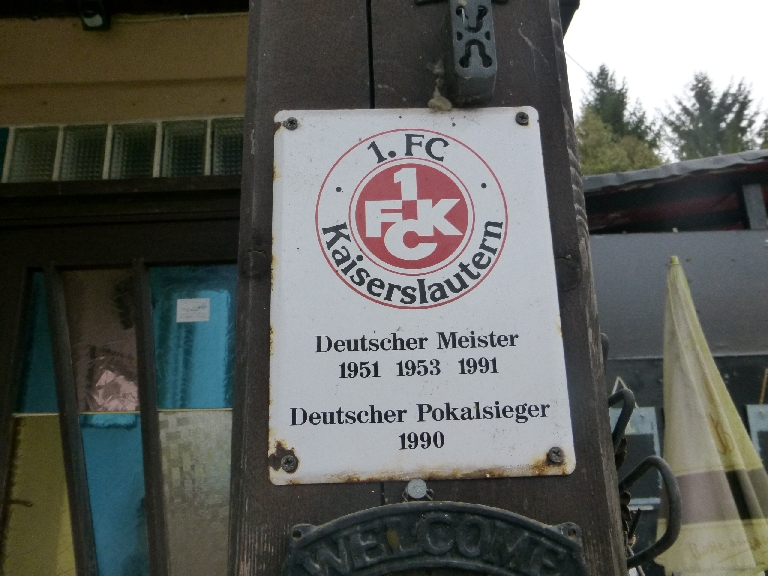 1. FC
1
FCK
Kaiserslautern
Deutscher Meister
1951 1953 1991
Deutscher Pokalsieger
1990
WELCOME